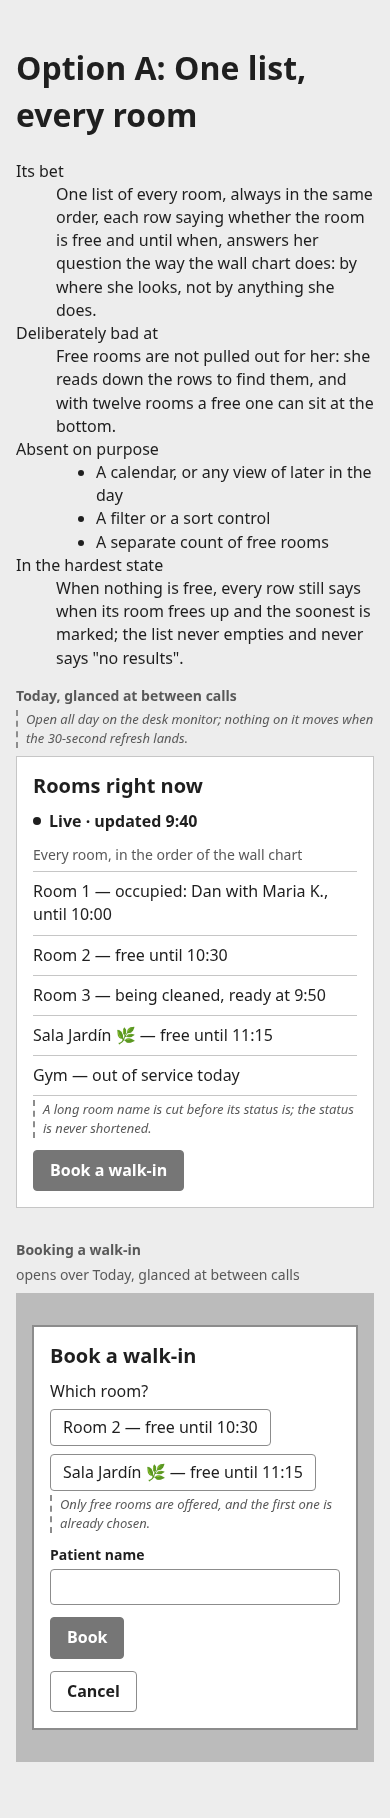 Option A: One list,
every room
Its bet
One list of every room, always in the same
order, each row saying whether the room
is free and until when, answers her
question the way the wall chart does: by
where she looks, not by anything she
does.
Deliberately bad at
Free rooms are not pulled out for her: she
reads down the rows to find them, and
with twelve rooms a free one can sit at the
bottom.
Absent on purpose
• A calendar, or any view of later in the
day
• A filter or a sort control
• A separate count of free rooms
In the hardest state
When nothing is free, every row still says
when its room frees up and the soonest is
marked; the list never empties and never
says "no results".
Today, glanced at between calls
Open all day on the desk monitor; nothing on it moves when
the 30-second refresh lands.
Rooms right now
Live · updated 9:40
Every room, in the order of the wall chart
Room 1 — occupied: Dan with Maria K.,
until 10:00
Room 2 — free until 10:30
Room 3 — being cleaned, ready at 9:50
Sala Jardín 🌿 — free until 11:15
Gym — out of service today
A long room name is cut before its status is; the status
is never shortened.
Book a walk-in
Booking a walk-in
opens over Today, glanced at between calls
Book a walk-in
Which room?
Room 2 — free until 10:30
Sala Jardín 🌿 — free until 11:15
Only free rooms are offered, and the first one is
already chosen.
Patient name
Book
Cancel